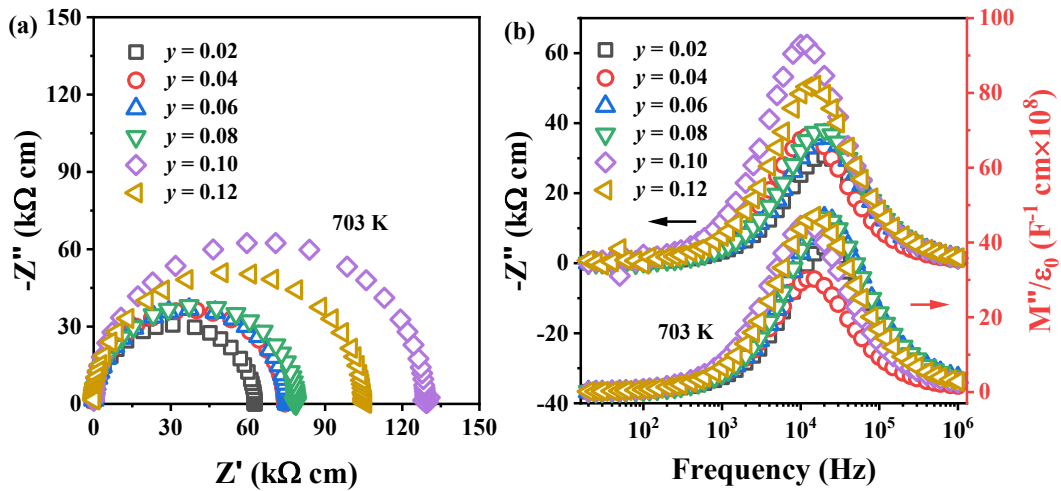 (a)
150
120
90
60
30
0
-Z'' (kΩ cm)
y = 0.02
y = 0.04
y = 0.06
y = 0.08
y = 0.10
y = 0.12
703 K
0 30 60 90 120 150
Z' (kΩ cm)
(b)
60
40
20
0
-20
-40
-Z'' (kΩ cm)
y = 0.02
y = 0.04
y = 0.06
y = 0.08
y = 0.10
y = 0.12
703 K
10² 10³ 10⁴ 10⁵ 10⁶
Frequency (Hz)
100
80
60
40
20
0
M''/ε₀ (F⁻¹ cm×10⁸)